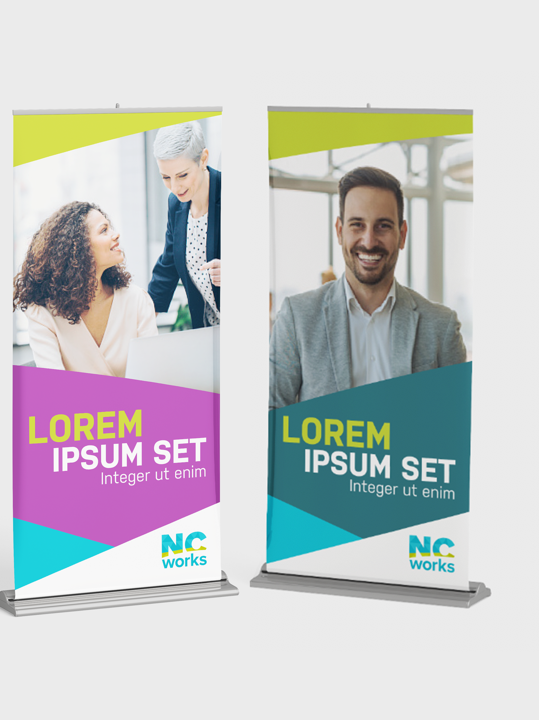 LOREM
IPSUM SET
Integer ut enim
NC
works
LOREM
IPSUM SET
Integer ut enim
NC
works